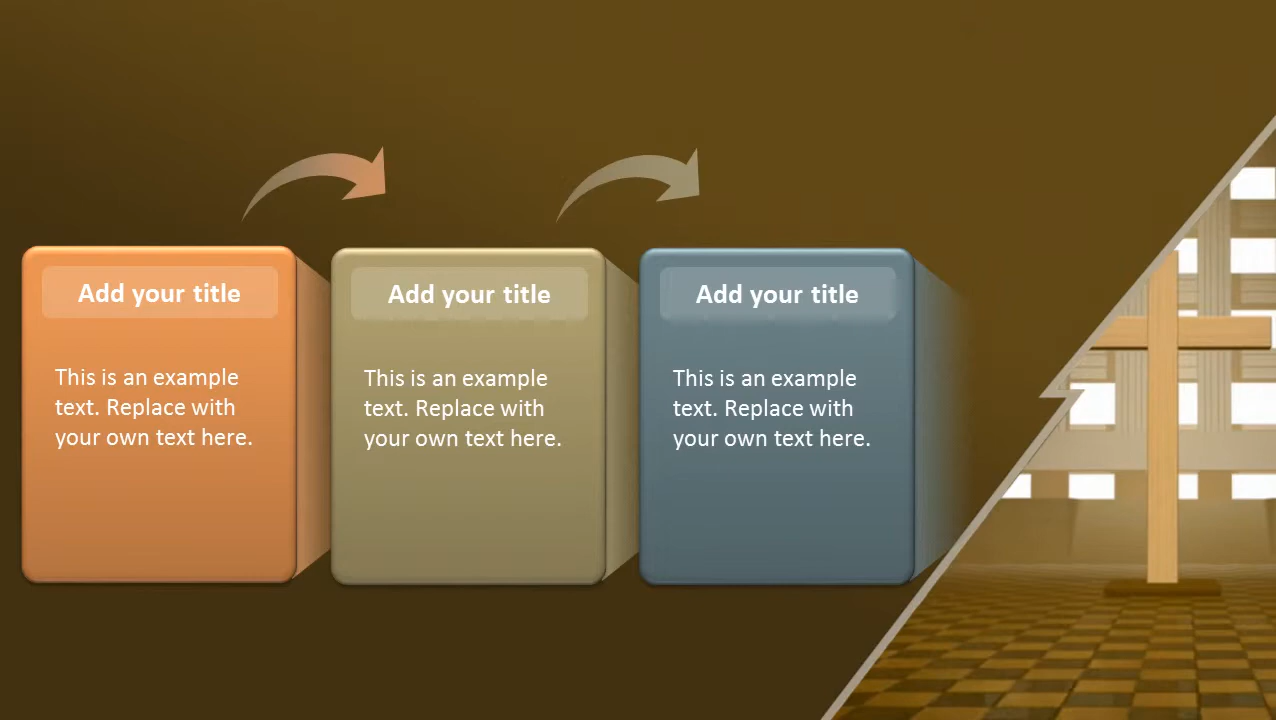 Add your title
This is an example
text. Replace with
your own text here.
Add your title
This is an example
text. Replace with
your own text here.
Add your title
This is an example
text. Replace with
your own text here.